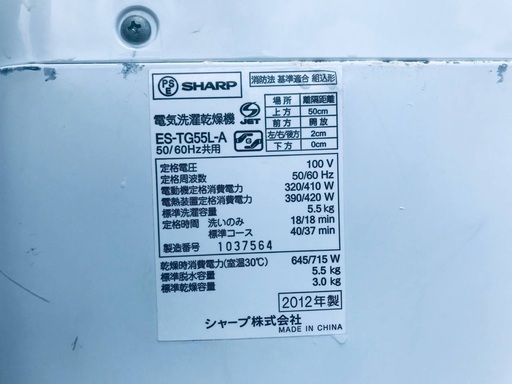 PS E SHARP
消防法 基準適合 組込形
電気洗濯乾燥機
JET
ES-TG55L-A
50/60Hz共用
場所 離隔距離
上方 50cm
前方 開放
左/右/後方 2cm
下方 0cm
定格電圧 100 V
定格周波数 50/60 Hz
電動機定格消費電力 320/410 W
電熱装置定格消費電力 390/420 W
標準洗濯容量 5.5 kg
定格時間 洗いのみ 18/18 min
標準コース 40/37 min
製造番号 1037564
乾燥時消費電力(室温30℃) 645/715 W
標準脱水容量 5.5 kg
標準乾燥容量 3.0 kg
2012年製
シャープ株式会社
MADE IN CHINA